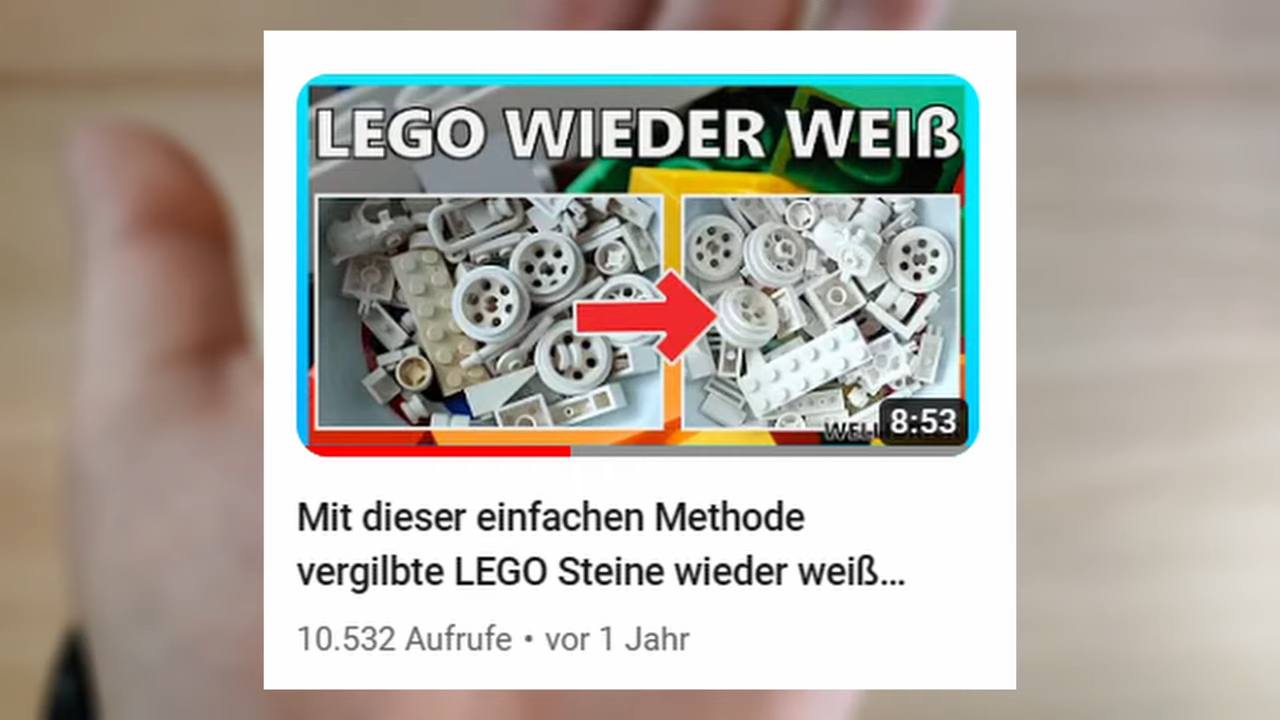 LEGO WIEDER WEIß
8:53
Mit dieser einfachen Methode
vergilbte LEGO Steine wieder weiß...
10.532 Aufrufe • vor 1 Jahr